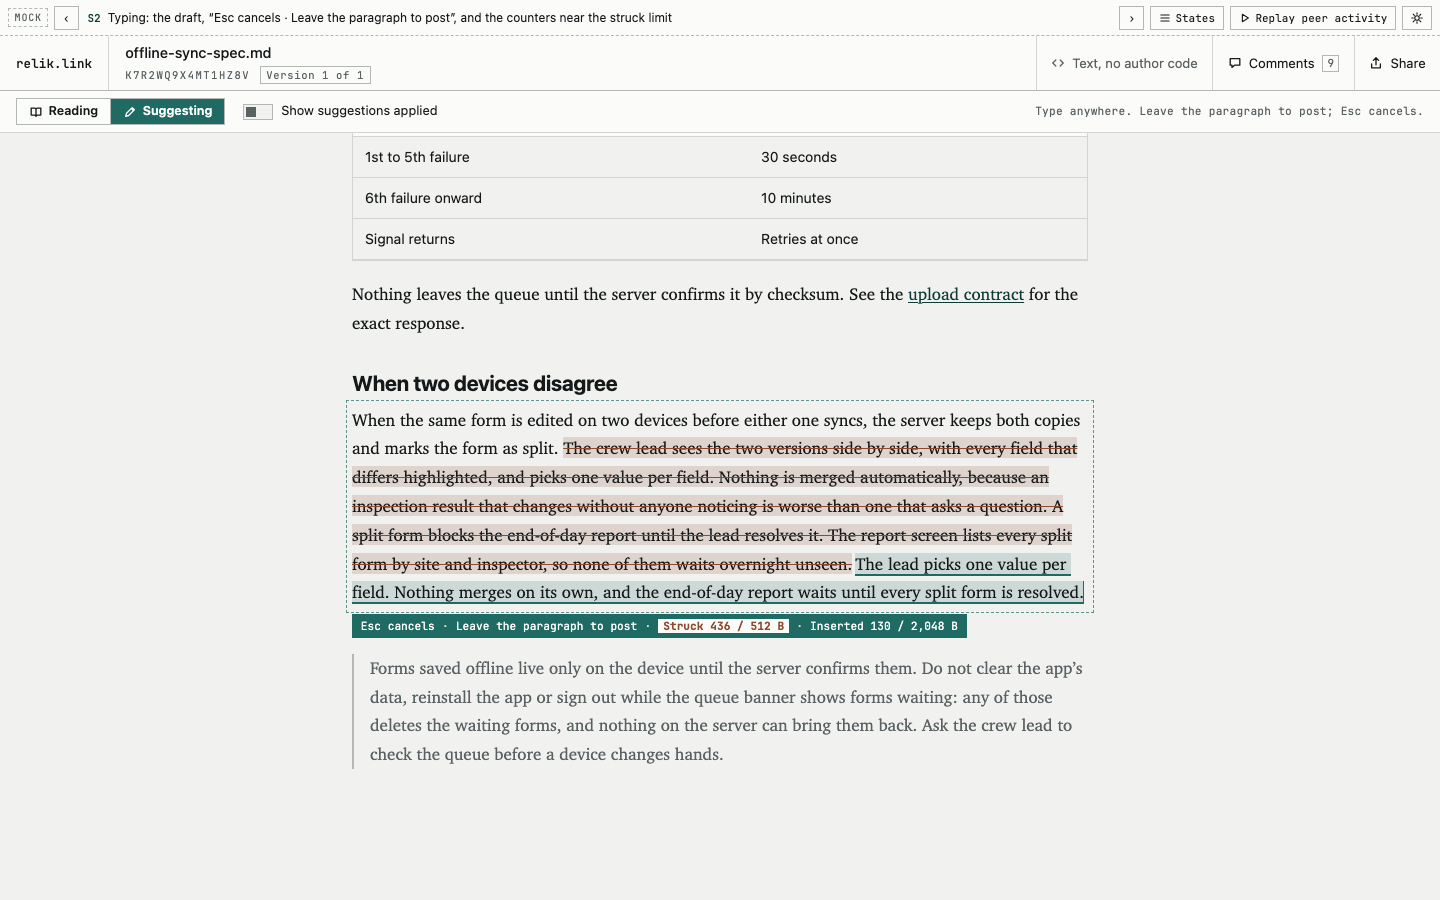 MOCK ‹ S2 Typing: the draft, “Esc cancels · Leave the paragraph to post”, and the counters near the struck limit › States Replay peer activity
relik.link
offline-sync-spec.md
K7R2WQ9X4MT1HZ8V Version 1 of 1
Text, no author code Comments 9 Share
Reading Suggesting Show suggestions applied Type anywhere. Leave the paragraph to post; Esc cancels.
1st to 5th failure 30 seconds
6th failure onward 10 minutes
Signal returns Retries at once
Nothing leaves the queue until the server confirms it by checksum. See the upload contract for the
exact response.
When two devices disagree
When the same form is edited on two devices before either one syncs, the server keeps both copies
and marks the form as split. The crew lead sees the two versions side by side, with every field that
differs highlighted, and picks one value per field. Nothing is merged automatically, because an
inspection result that changes without anyone noticing is worse than one that asks a question. A
split form blocks the end-of-day report until the lead resolves it. The report screen lists every split
form by site and inspector, so none of them waits overnight unseen. The lead picks one value per
field. Nothing merges on its own, and the end-of-day report waits until every split form is resolved.
Esc cancels · Leave the paragraph to post · Struck 436 / 512 B · Inserted 130 / 2,048 B
Forms saved offline live only on the device until the server confirms them. Do not clear the app’s
data, reinstall the app or sign out while the queue banner shows forms waiting: any of those
deletes the waiting forms, and nothing on the server can bring them back. Ask the crew lead to
check the queue before a device changes hands.